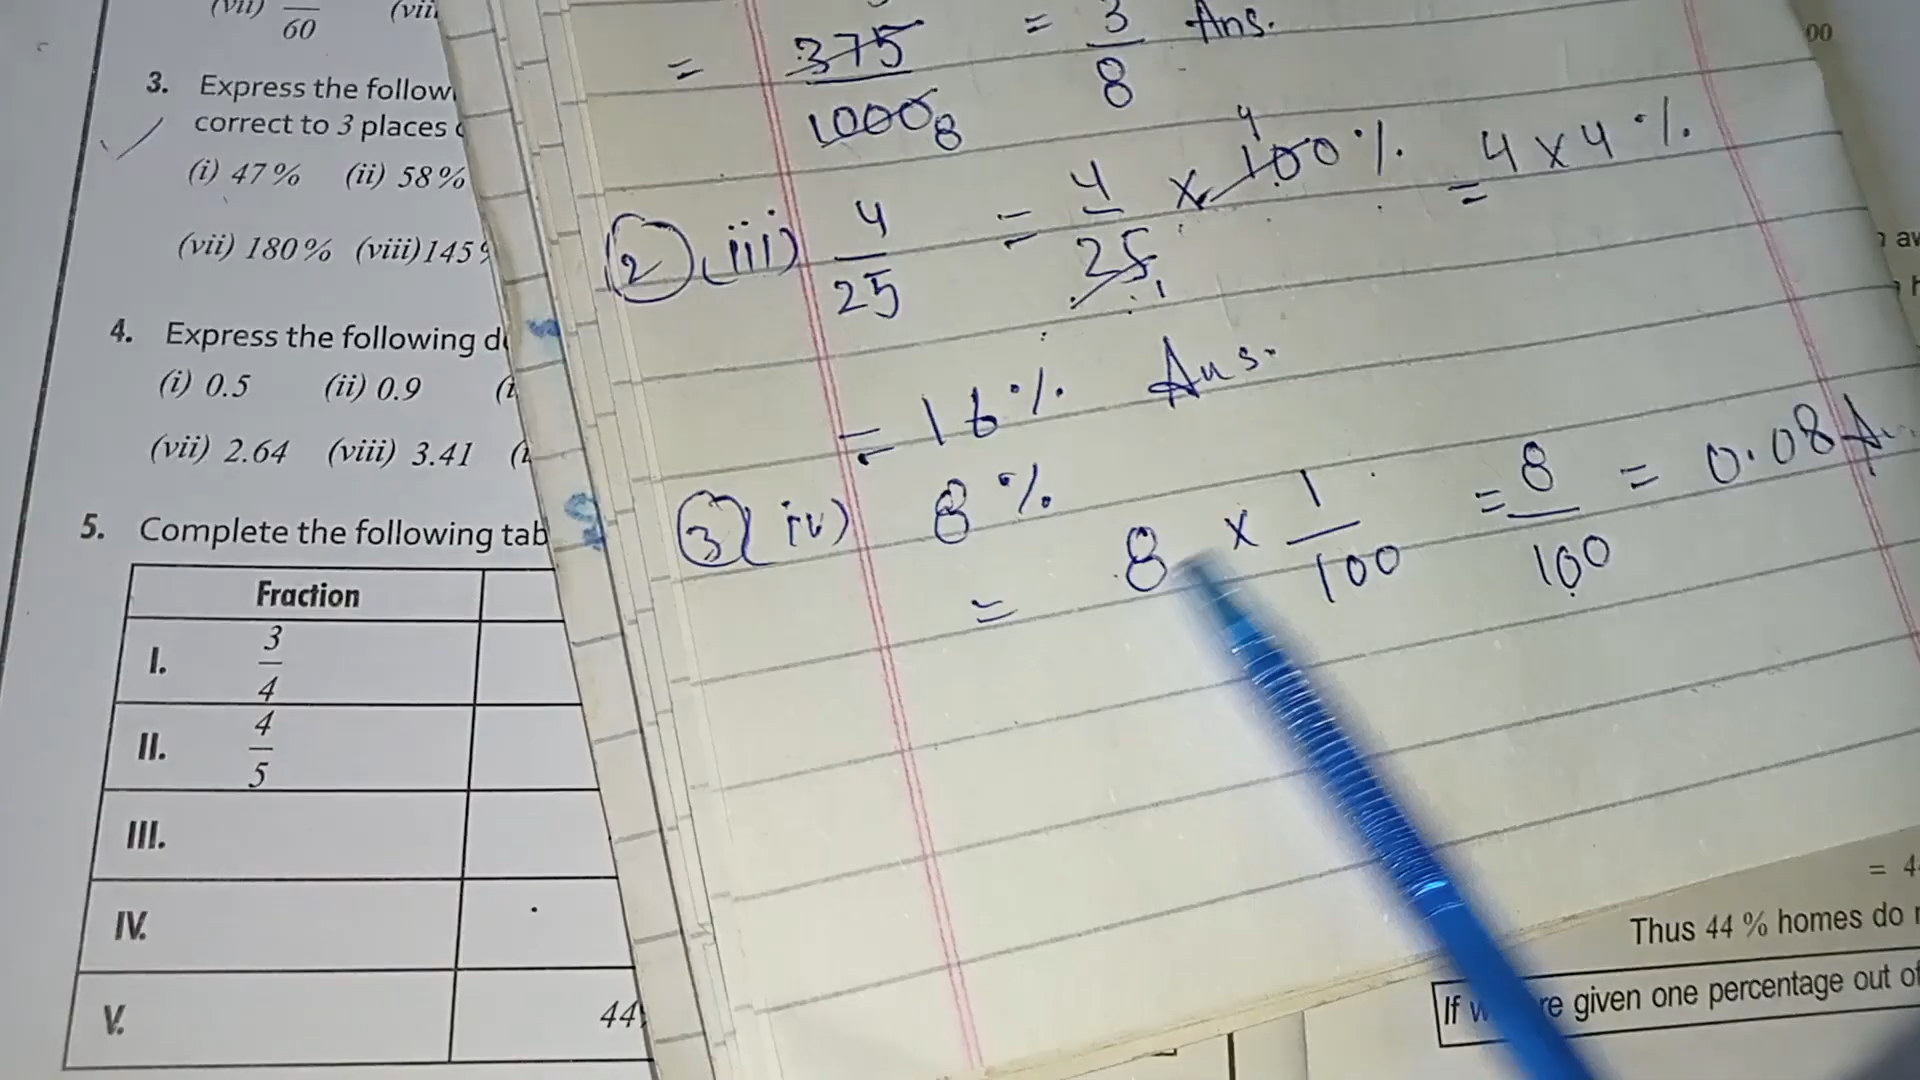 (vii) 60 (vii
3. Express the follow
correct to 3 places
(i) 47% (ii) 58%
(vii) 180% (viii) 145
4. Express the following d
(i) 0.5 (ii) 0.9
(vii) 2.64 (viii) 3.41
5. Complete the following tab
Fraction
I. 3/4
II. 4/5
III.
IV.
V. 44
= 375/1000 8 = 3/8 Ans.
2 (iii) 4/25 = 4/25 1 × 100 4 % = 4 × 4 %
= 16% Ans.
3 (iv) 8%
= 8 × 1/100 = 8/100 = 0.08 A
00
= 4
Thus 44 % homes do
If given one percentage out of